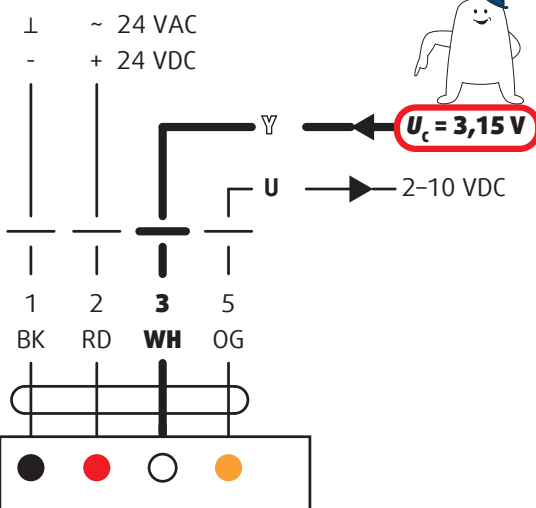 ⊥ ~ 24 VAC
- + 24 VDC
Y
Uc = 3,15 V
U 2–10 VDC
1 2 3 5
BK RD WH OG